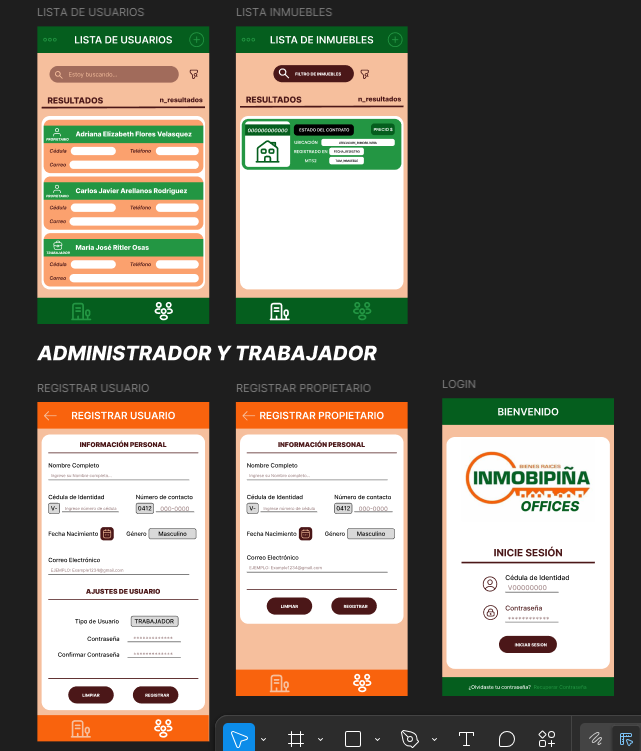 LISTA DE USUARIOS
LISTA DE USUARIOS
Estoy buscando...
RESULTADOS
n_resultados
PROPIETARIO
Adriana Elizabeth Flores Velasquez
Cédula
Teléfono
Correo
PROPIETARIO
Carlos Javier Arellanos Rodriguez
Cédula
Teléfono
Correo
TRABAJADOR
Maria José Ritler Osas
Cédula
Teléfono
Correo
LISTA INMUEBLES
LISTA DE INMUEBLES
FILTRO DE INMUEBLES
RESULTADOS
n_resultados
000000000000
ESTADO DEL CONTRATO
PRECIO $
UBICACIÓN
REGISTRADO EN
FECHA_REGISTRO
MTS2
ADMINISTRADOR Y TRABAJADOR
REGISTRAR USUARIO
REGISTRAR USUARIO
INFORMACIÓN PERSONAL
Nombre Completo
Ingrese su nombre completo...
Cédula de Identidad
Número de contacto
V-
Ingrese número de cédula
0412
000-0000
Fecha Nacimiento
Género
Masculino
Correo Electrónico
EJEMPLO: Example1234@gmail.com
AJUSTES DE USUARIO
Tipo de Usuario
TRABAJADOR
Contraseña
*************
Confirmar Contraseña
*************
LIMPIAR
REGISTRAR
REGISTRAR PROPIETARIO
REGISTRAR PROPIETARIO
INFORMACIÓN PERSONAL
Nombre Completo
Ingrese su nombre completo...
Cédula de Identidad
Número de contacto
V-
Ingrese número de cédula
0412
000-0000
Fecha Nacimiento
Género
Masculino
Correo Electrónico
EJEMPLO: Example1234@gmail.com
LIMPIAR
REGISTRAR
LOGIN
BIENVENIDO
BIENES RAICES
INMOBIPIÑA
OFFICES
INICIE SESIÓN
Cédula de Identidad
V00000000
Contraseña
************
INICIAR SESIÓN
¿Olvidaste tu contraseña? Recuperar Contraseña